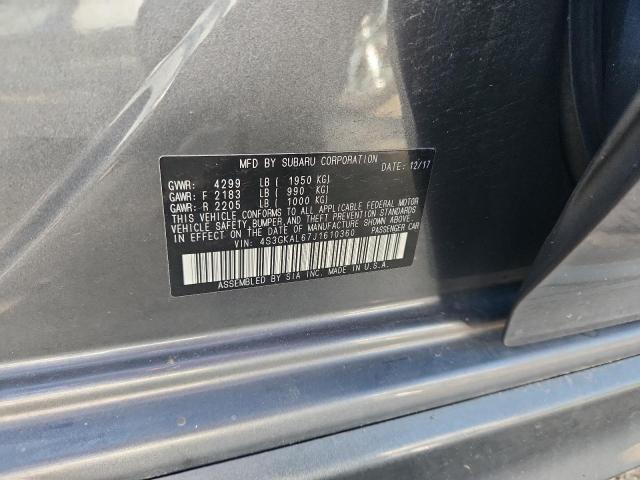 MFD BY SUBARU CORPORATION DATE: 12/17
GVWR: 4299 LB ( 1950 KG)
GAWR: F 2183 LB ( 990 KG)
GAWR: R 2205 LB ( 1000 KG)
THIS VEHICLE CONFORMS TO ALL APPLICABLE FEDERAL MOTOR
VEHICLE SAFETY, BUMPER, AND THEFT PREVENTION STANDARDS
IN EFFECT ON THE DATE OF MANUFACTURE SHOWN ABOVE.
VIN: 4S3GKAL67J1610360 PASSENGER CAR
ASSEMBLED BY SIA INC. MADE IN U.S.A.